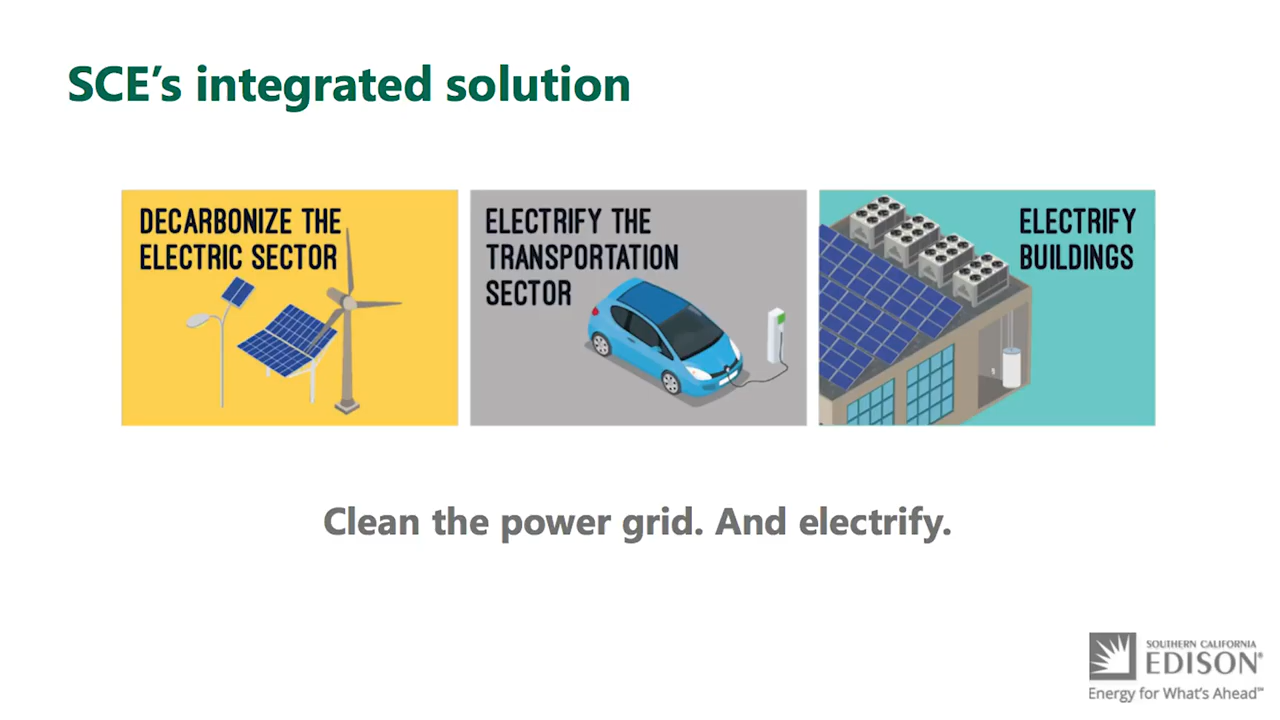 SCE’s integrated solution
DECARBONIZE THE
ELECTRIC SECTOR
ELECTRIFY THE
TRANSPORTATION
SECTOR
ELECTRIFY
BUILDINGS
Clean the power grid. And electrify.
SOUTHERN CALIFORNIA
EDISON®
Energy for What’s Ahead℠